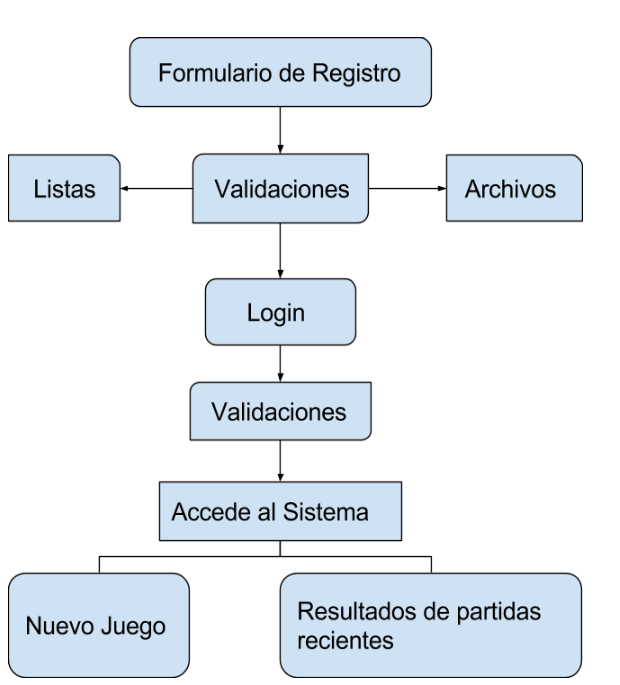 Formulario de Registro
Listas
Validaciones
Archivos
Login
Validaciones
Accede al Sistema
Nuevo Juego
Resultados de partidas
recientes